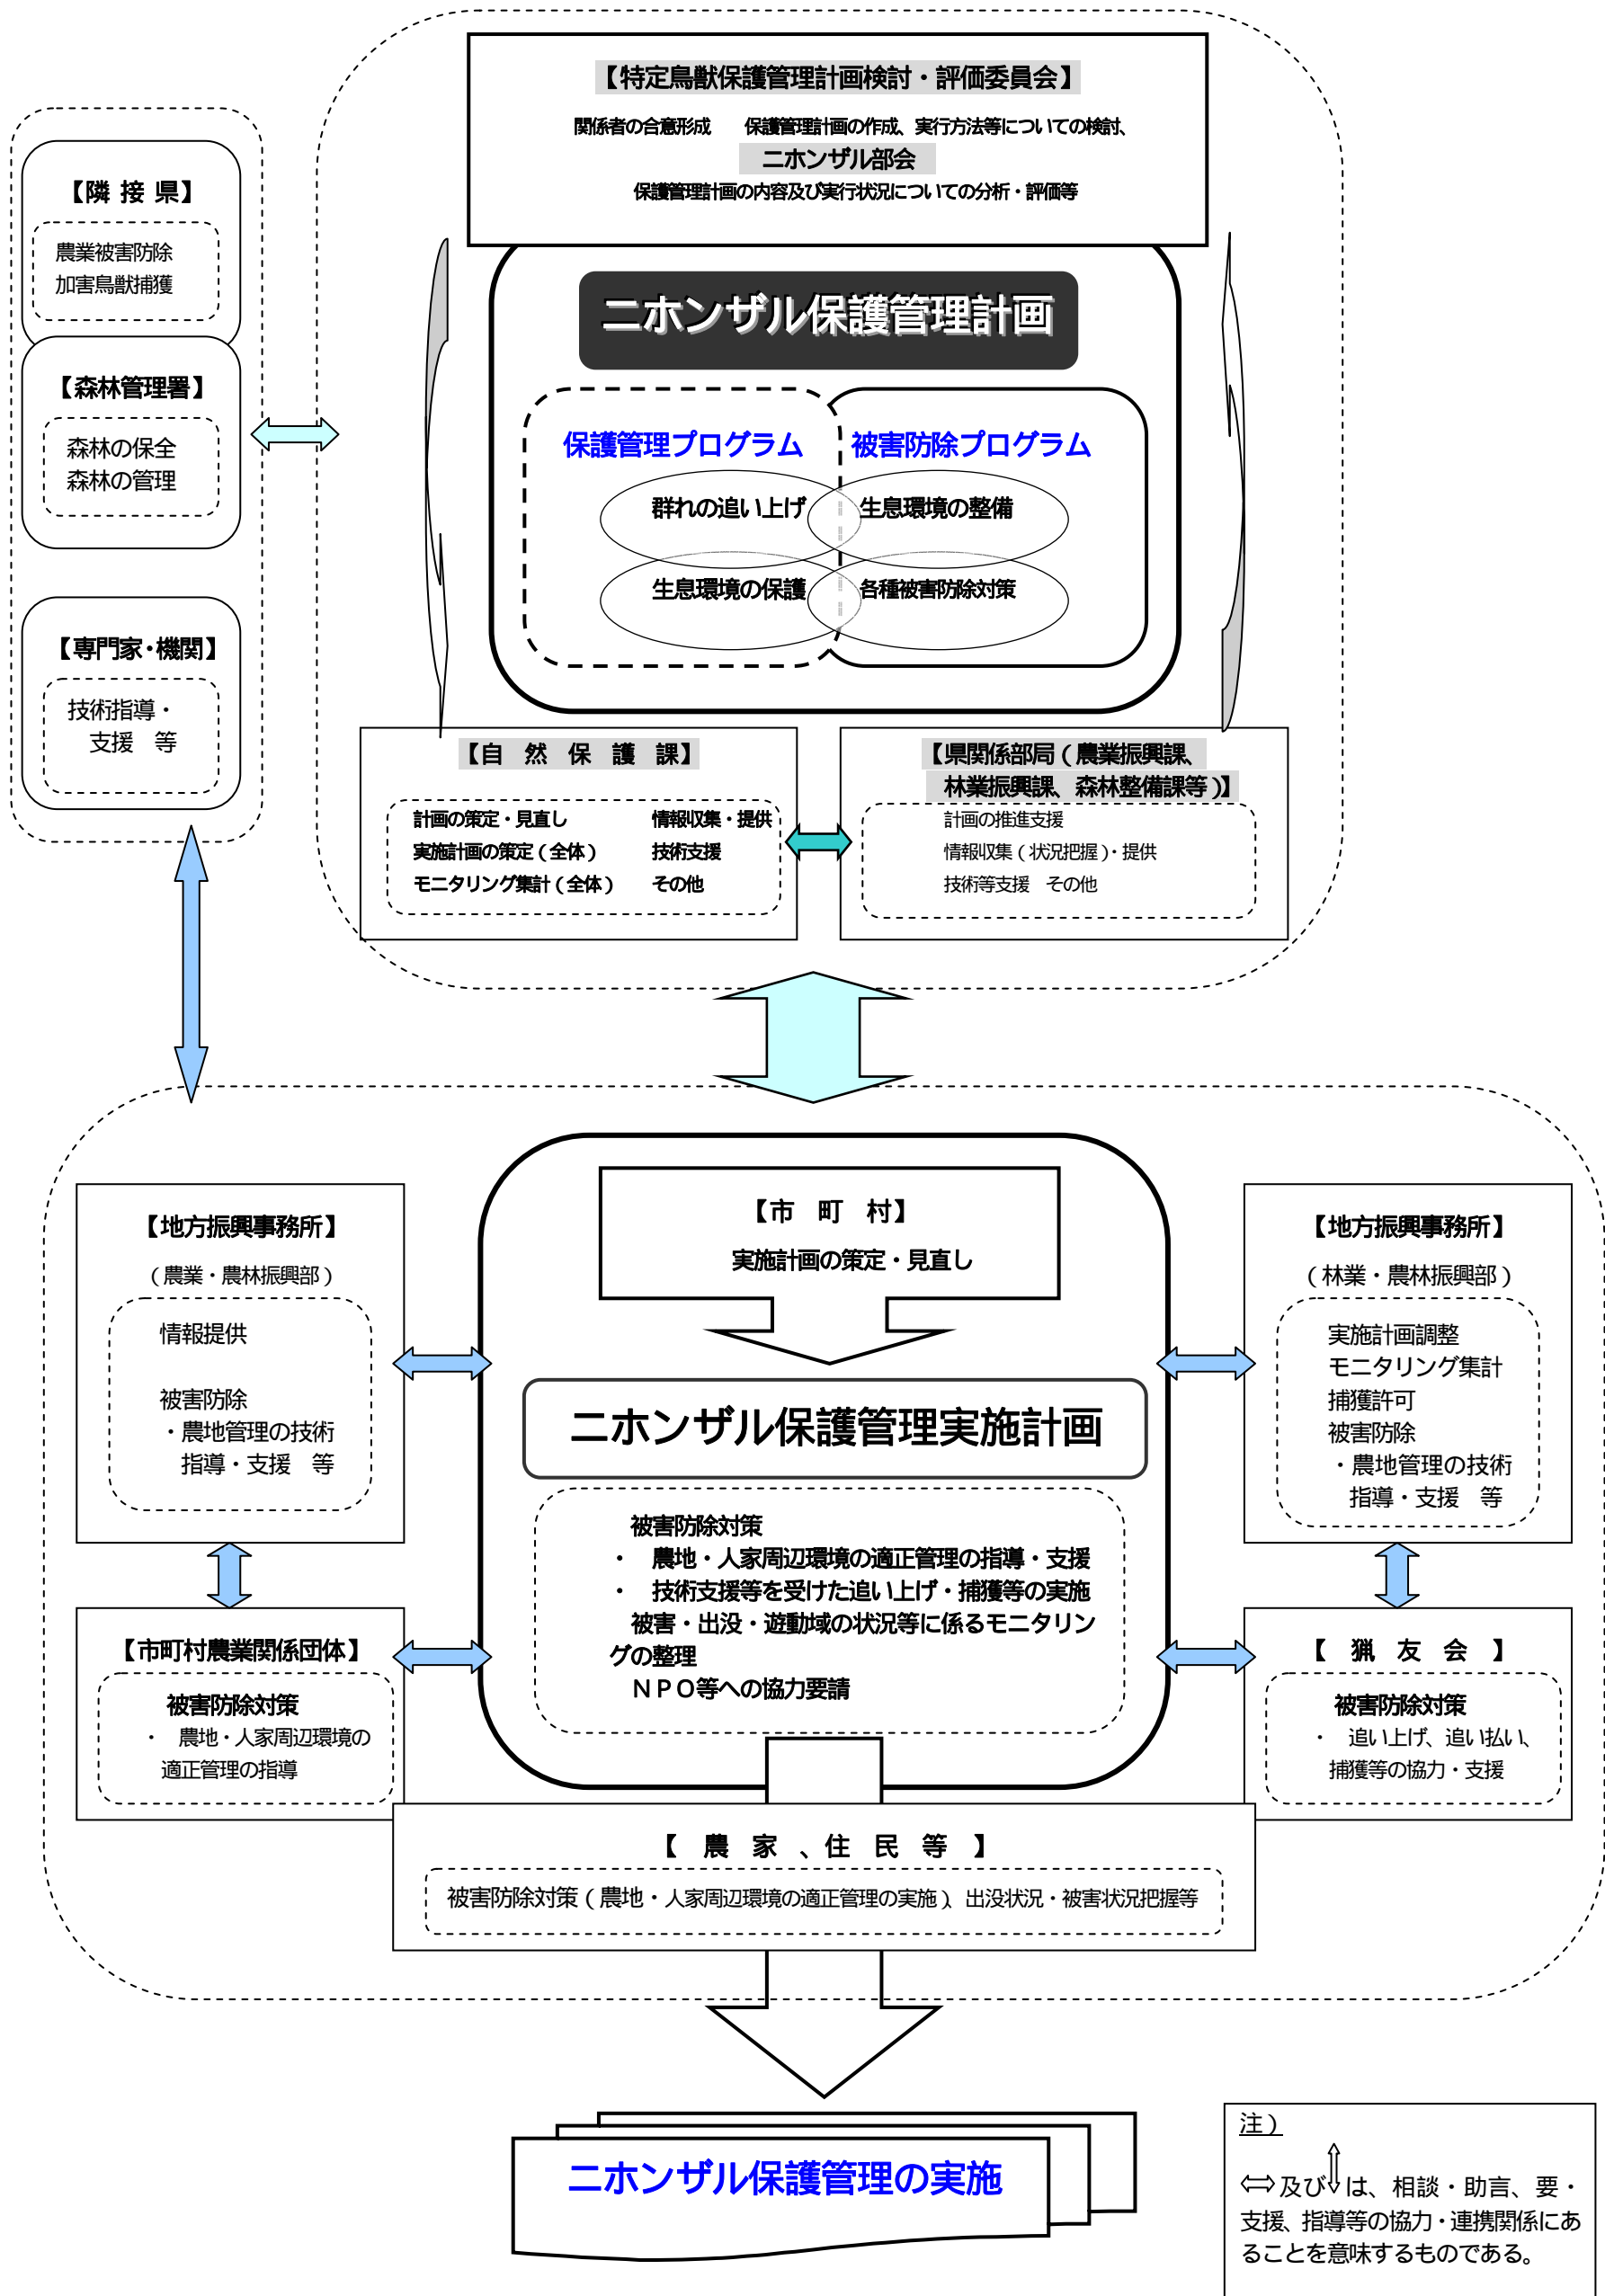 【特定鳥獣保護管理計画検討・評価委員会】
関係者の合意形成　　保護管理計画の作成、実行方法等についての検討、
ニホンザル部会
保護管理計画の内容及び実行状況についての分析・評価等
【隣 接 県】
農業被害防除
加害鳥獣捕獲
【森林管理署】
森林の保全
森林の管理
【専門家・機関】
技術指導・
支援　等
ニホンザル保護管理計画
保護管理プログラム
群れの追い上げ
生息環境の保護
被害防除プログラム
生息環境の整備
各種被害防除対策
【自　然　保　護　課】
計画の策定・見直し　　情報収集・提供
実施計画の策定（全体）　　技術支援
モニタリング集計（全体）　　その他
【県関係部局（農業振興課、
林業振興課、森林整備課等）】
計画の推進支援
情報収集（状況把握）・提供
技術等支援　その他
【地方振興事務所】
（農業・農林振興部）
情報提供
被害防除
・農地管理の技術
指導・支援　等
【市　町　村】
実施計画の策定・見直し
ニホンザル保護管理実施計画
被害防除対策
・　農地・人家周辺環境の適正管理の指導・支援
・　技術支援等を受けた追い上げ・捕獲等の実施
被害・出没・遊動域の状況等に係るモニタリン
グの整理
ＮＰＯ等への協力要請
【地方振興事務所】
（林業・農林振興部）
実施計画調整
モニタリング集計
捕獲許可
被害防除
・農地管理の技術
指導・支援　等
【市町村農業関係団体】
被害防除対策
・　農地・人家周辺環境の
適正管理の指導
【　猟　友　会　】
被害防除対策
・　追い上げ、追い払い、
捕獲等の協力・支援
【　農　家　、住　民　等　】
被害防除対策（農地・人家周辺環境の適正管理の実施）、出没状況・被害状況把握等
ニホンザル保護管理の実施
注）
⇔及び⇕は、相談・助言、要・
支援、指導等の協力・連携関係にあ
ることを意味するものである。